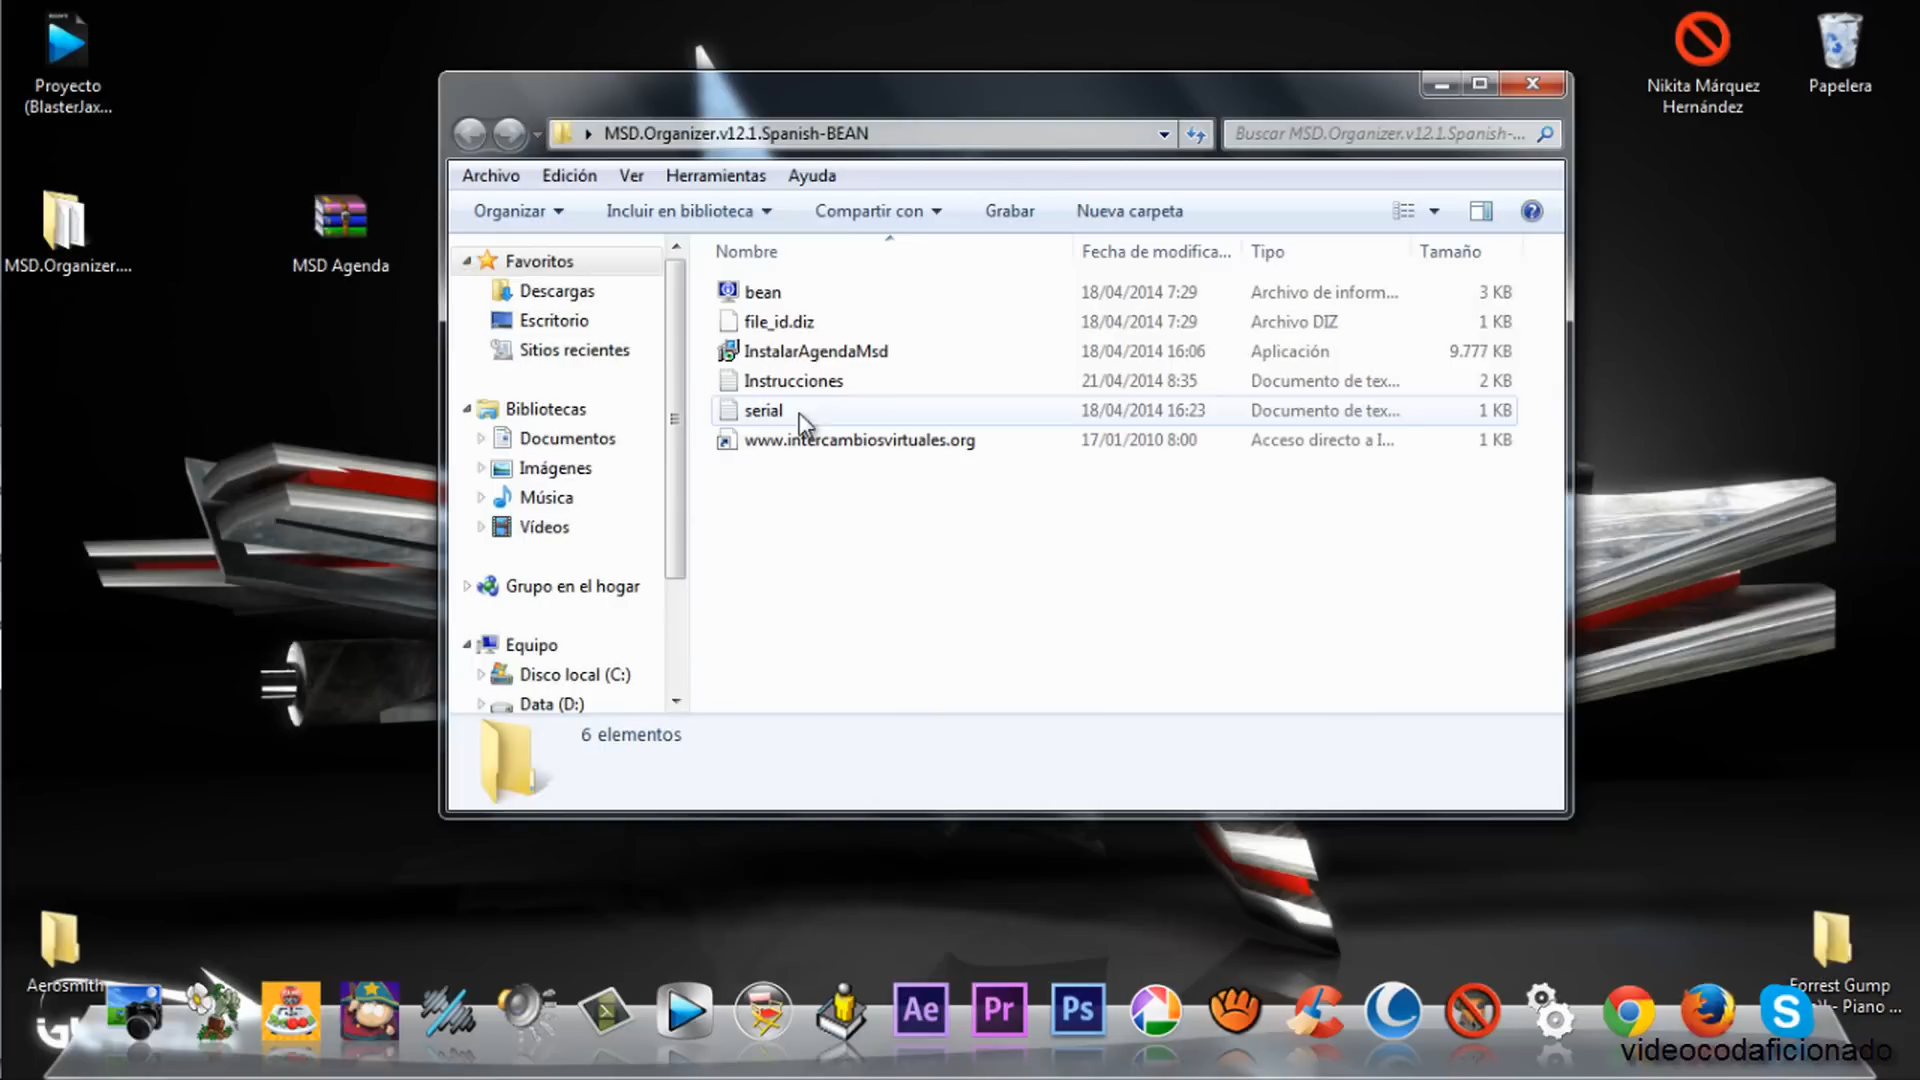 Proyecto
(BlasterJax...
Nikita Márquez
Hernández
Papelera
MSD.Organizer....
MSD Agenda
MSD.Organizer.v12.1.Spanish-BEAN
Buscar MSD.Organizer.v12.1.Spanish-...
Archivo Edición Ver Herramientas Ayuda
Organizar Incluir en biblioteca Compartir con Grabar Nueva carpeta
Nombre Fecha de modifica... Tipo Tamaño
Favoritos
Descargas
Escritorio
Sitios recientes
Bibliotecas
Documentos
Imágenes
Música
Vídeos
Grupo en el hogar
Equipo
Disco local (C:)
Data (D:)
bean 18/04/2014 7:29 Archivo de inform... 3 KB
file_id.diz 18/04/2014 7:29 Archivo DIZ 1 KB
InstalarAgendaMsd 18/04/2014 16:06 Aplicación 9.777 KB
Instrucciones 21/04/2014 8:35 Documento de tex... 2 KB
serial 18/04/2014 16:23 Documento de tex... 1 KB
www.intercambiosvirtuales.org 17/01/2010 8:00 Acceso directo a I... 1 KB
6 elementos
Aerosmith
Forrest Gump
- Piano ...
Ae Pr Ps
videocodaficionado